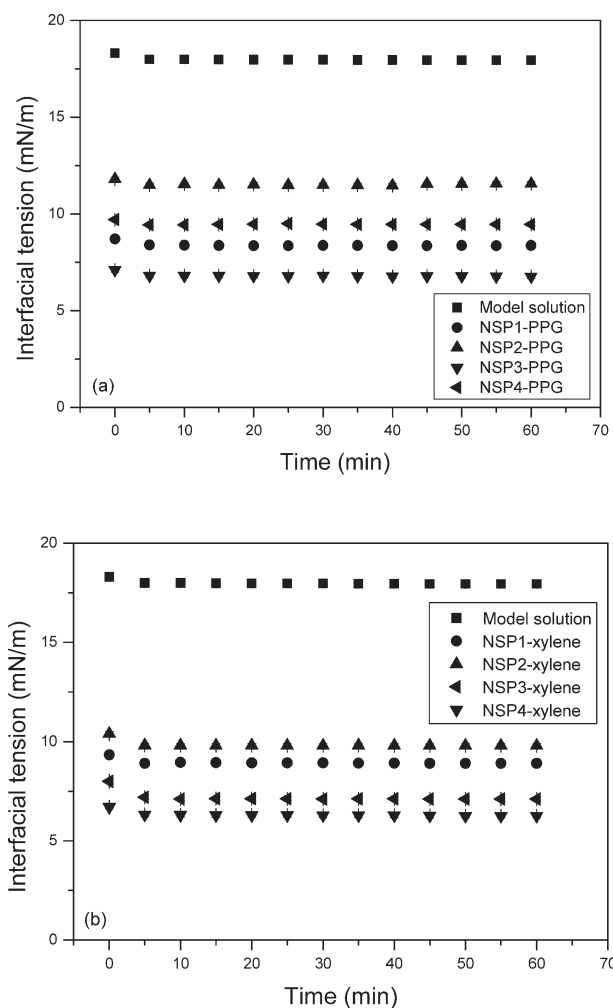 20
15
10
5
0
Interfacial tension (mN/m)
Model solution
NSP1-PPG
NSP2-PPG
NSP3-PPG
NSP4-PPG
(a)
0 10 20 30 40 50 60 70
Time (min)
20
15
10
5
0
Interfacial tension (mN/m)
Model solution
NSP1-xylene
NSP2-xylene
NSP3-xylene
NSP4-xylene
(b)
0 10 20 30 40 50 60 70
Time (min)